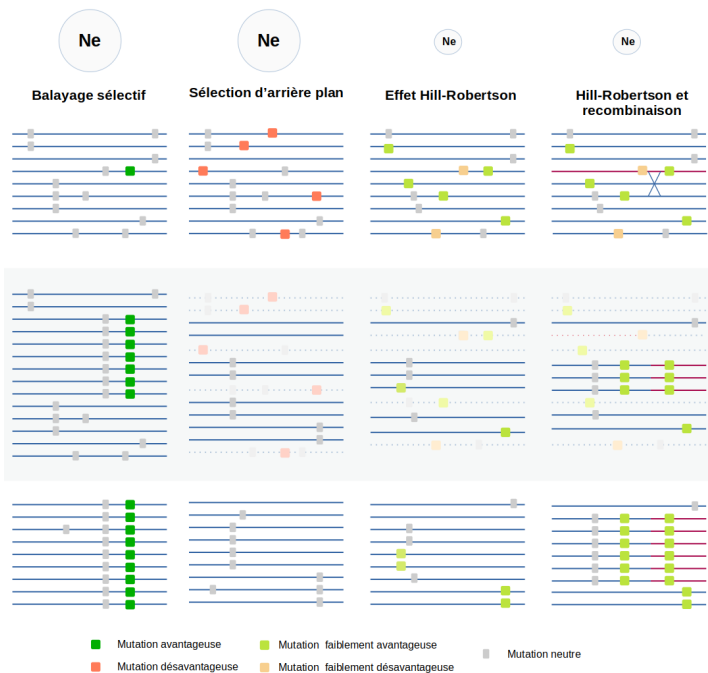 Ne
Ne
Ne
Ne
Balayage sélectif
Sélection d'arrière plan
Effet Hill-Robertson
Hill-Robertson et
recombinaison
Mutation avantageuse
Mutation désavantageuse
Mutation faiblement avantageuse
Mutation faiblement désavantageuse
Mutation neutre